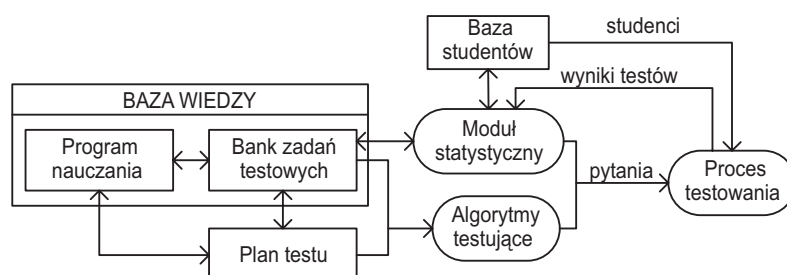 Baza
studentów
studenci
wyniki testów
BAZA WIEDZY
Program
nauczania
Bank zadań
testowych
Moduł
statystyczny
pytania
Proces
testowania
Algorytmy
testujące
Plan testu